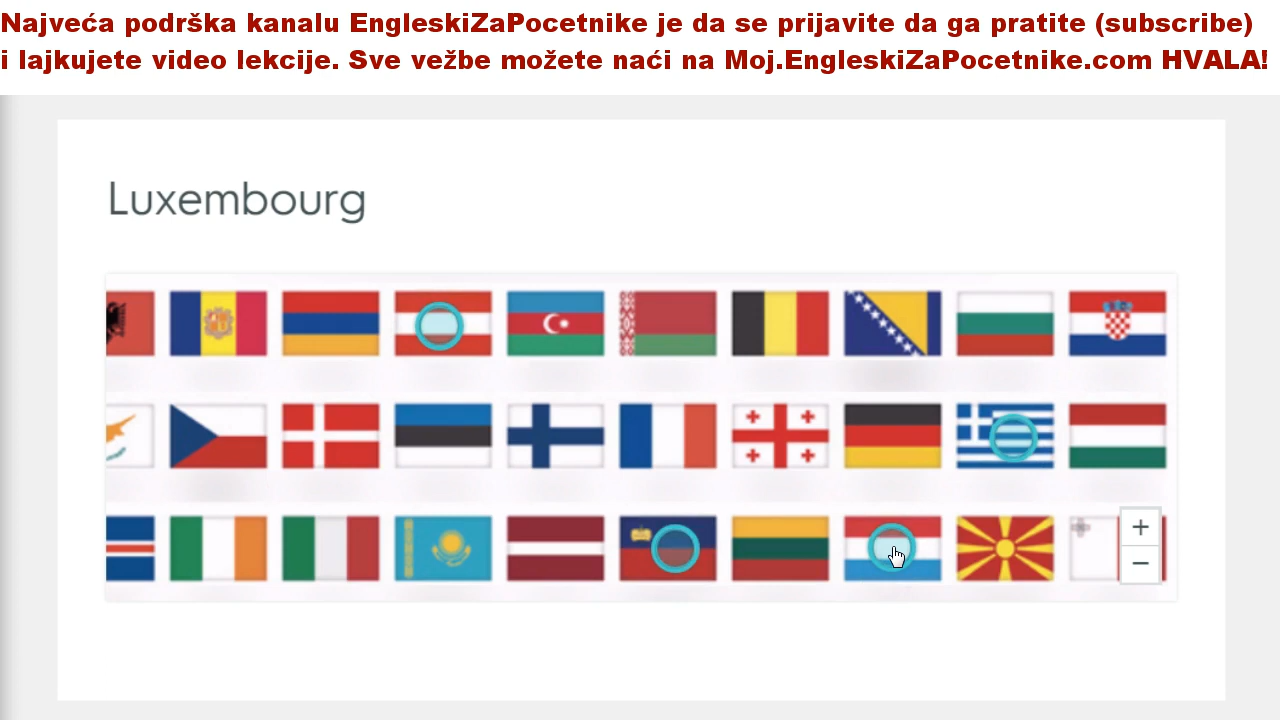 Najveća podrška kanalu EngleskiZaPocetnike je da se prijavite da ga pratite (subscribe)
i lajkujete video lekcije. Sve vežbe možete naći na Moj.EngleskiZaPocetnike.com HVALA!
Luxembourg
+
−